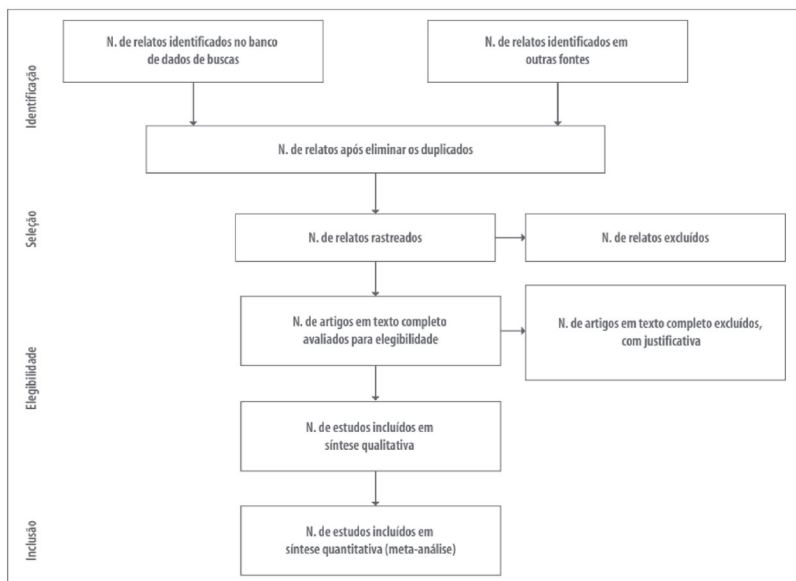 Identificação
N. de relatos identificados no banco
de dados de buscas
N. de relatos identificados em
outras fontes
N. de relatos após eliminar os duplicados
Seleção
N. de relatos rastreados
N. de relatos excluídos
Elegibilidade
N. de artigos em texto completo
avaliados para elegibilidade
N. de artigos em texto completo excluídos,
com justificativa
N. de estudos incluídos em
síntese qualitativa
Inclusão
N. de estudos incluídos em
síntese quantitativa (meta-análise)